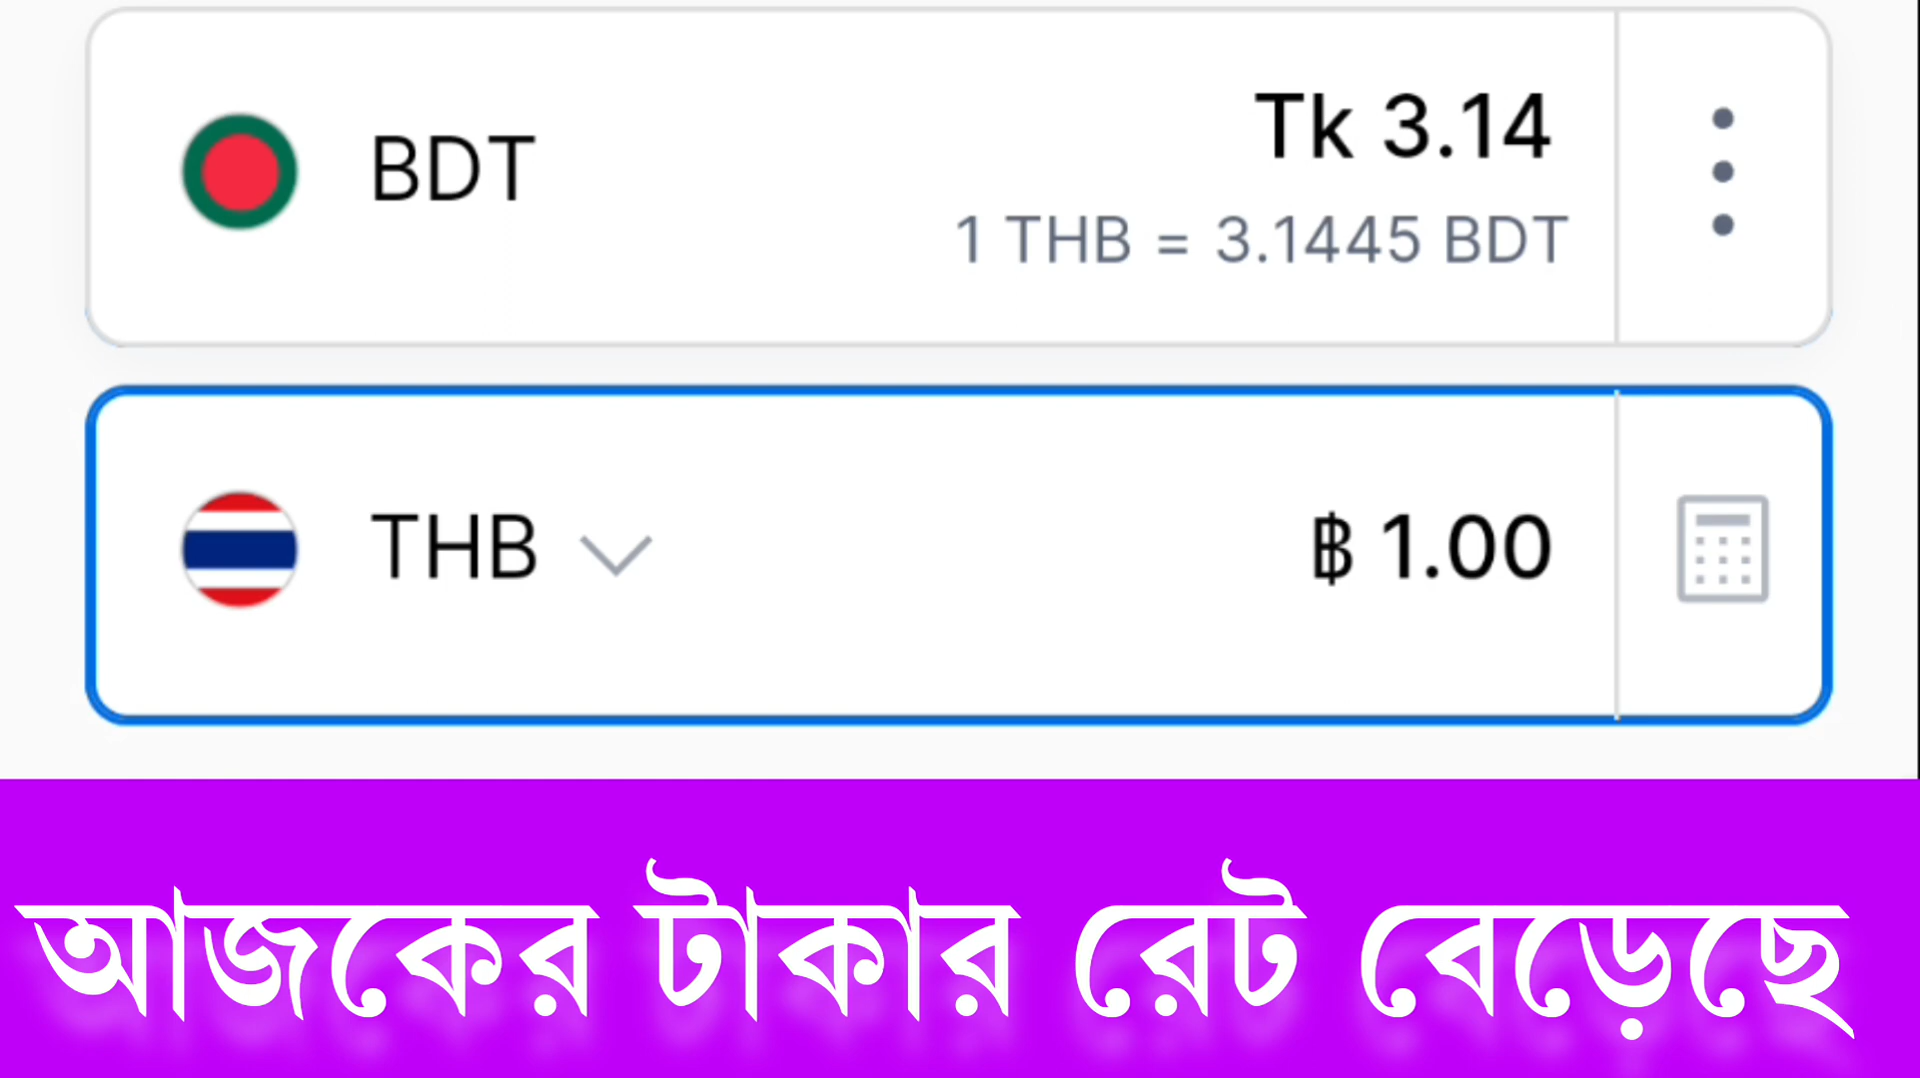 BDT
Tk 3.14
1 THB = 3.1445 BDT
THB
฿ 1.00
আজকের টাকার রেট বেড়েছে